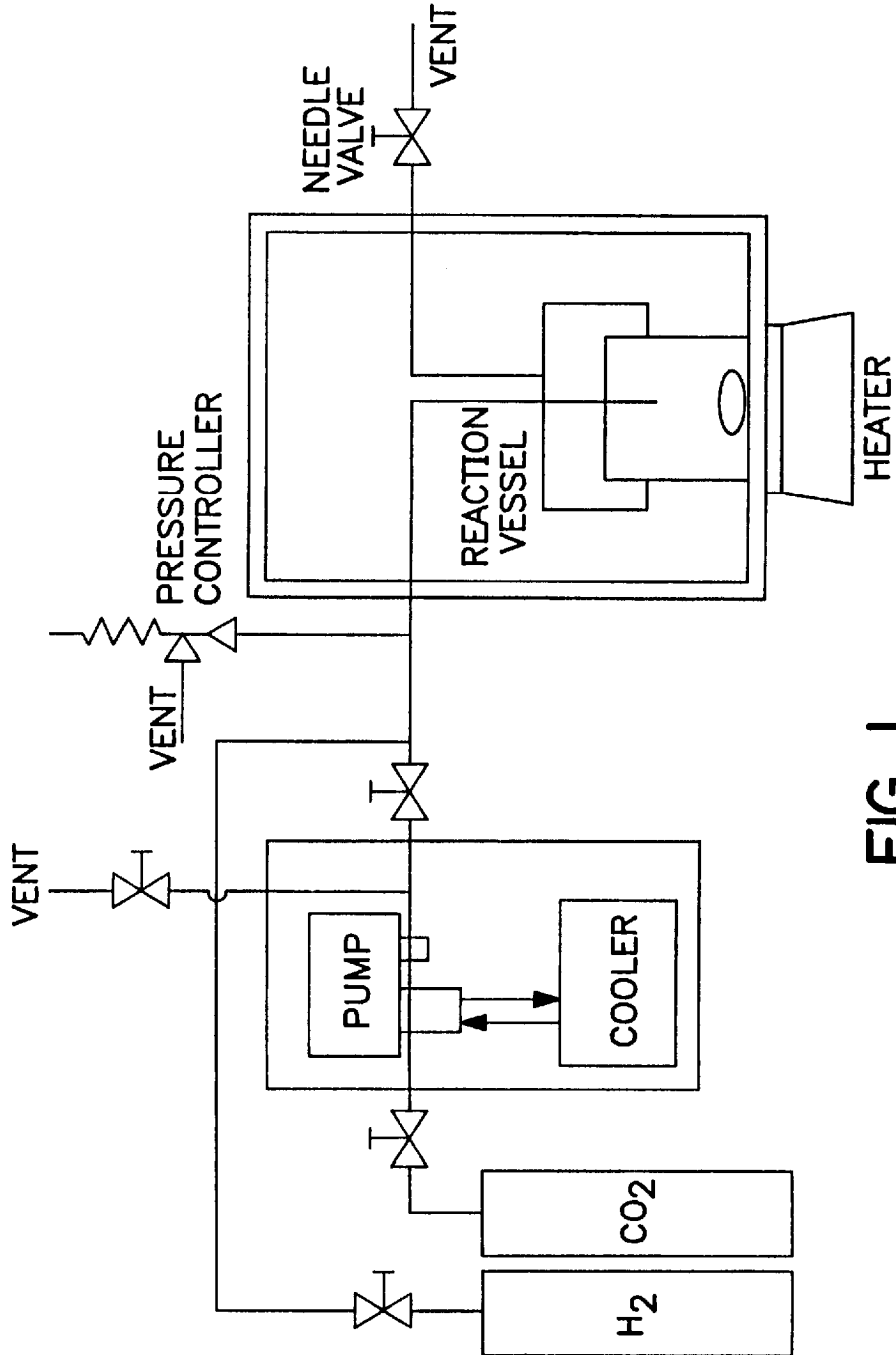 VENT
VENT
PRESSURE
CONTROLLER
NEEDLE
VALVE
VENT
PUMP
COOLER
REACTION
VESSEL
H2
CO2
HEATER
FIG. 1